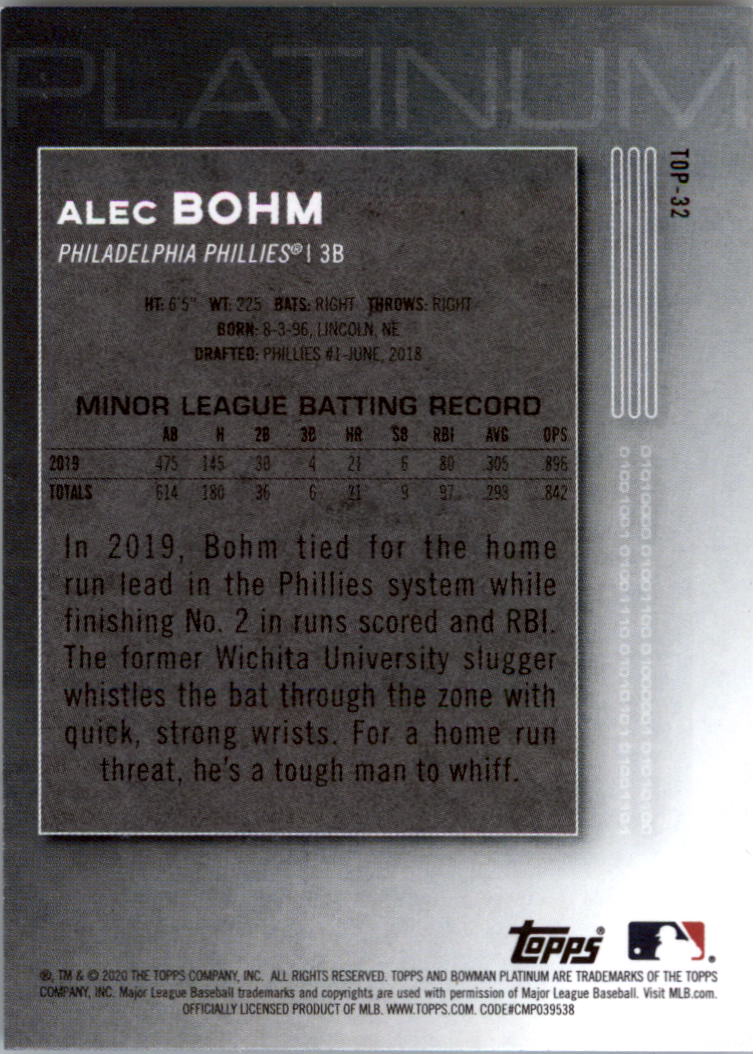 PLATINUM
TOP-32
ALEC BOHM
PHILADELPHIA PHILLIES® | 3B
HT: 6'5" WT: 225 BATS: RIGHT THROWS: RIGHT
BORN: 8-3-96, LINCOLN, NE
DRAFTED: PHILLIES #1-JUNE, 2018
MINOR LEAGUE BATTING RECORD
AB H 2B 3B HR SB RBI AVG OPS
2019 475 145 30 4 21 6 80 .305 .896
TOTALS 614 180 36 6 21 9 97 .293 .842
In 2019, Bohm tied for the home
run lead in the Phillies system while
finishing No. 2 in runs scored and RBI.
The former Wichita University slugger
whistles the bat through the zone with
quick, strong wrists. For a home run
threat, he's a tough man to whiff.
Topps®
®, TM & © 2020 THE TOPPS COMPANY, INC. ALL RIGHTS RESERVED. TOPPS AND BOWMAN PLATINUM ARE TRADEMARKS OF THE TOPPS
COMPANY, INC. Major League Baseball trademarks and copyrights are used with permission of Major League Baseball. Visit MLB.com.
OFFICIALLY LICENSED PRODUCT OF MLB. WWW.TOPPS.COM. CODE#CMP039538